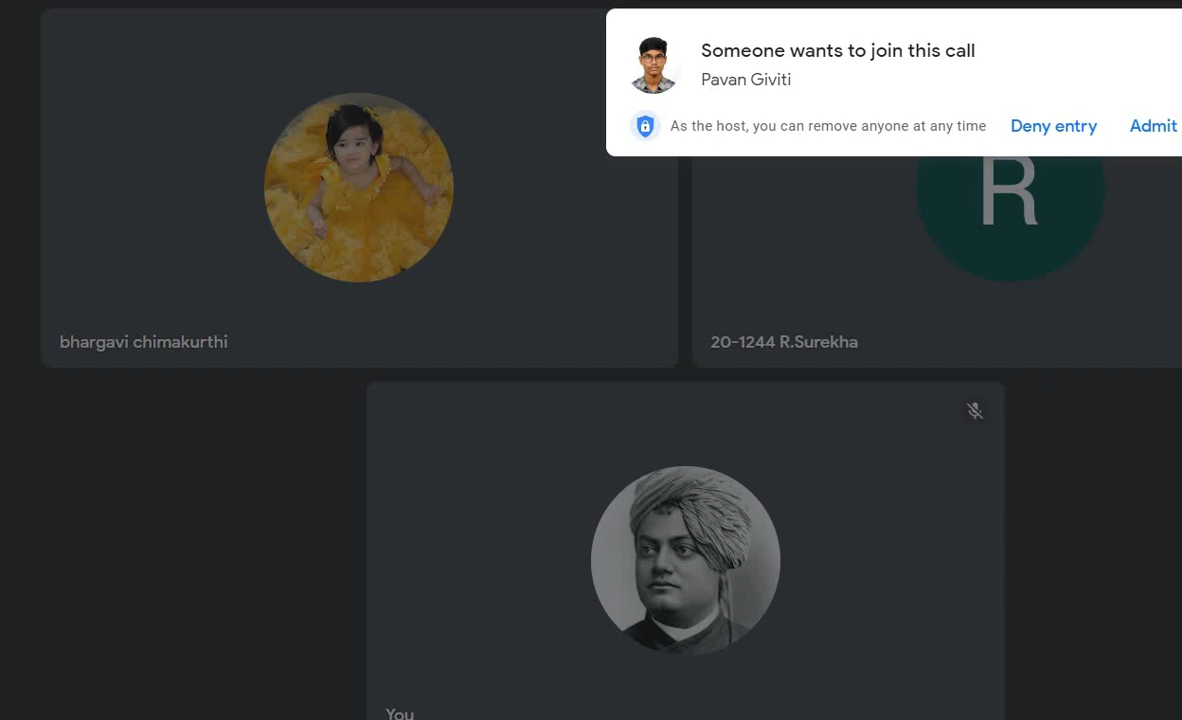 Someone wants to join this call
Pavan Giviti
As the host, you can remove anyone at any time Deny entry Admit
R
bhargavi chimakurthi
20-1244 R.Surekha
You